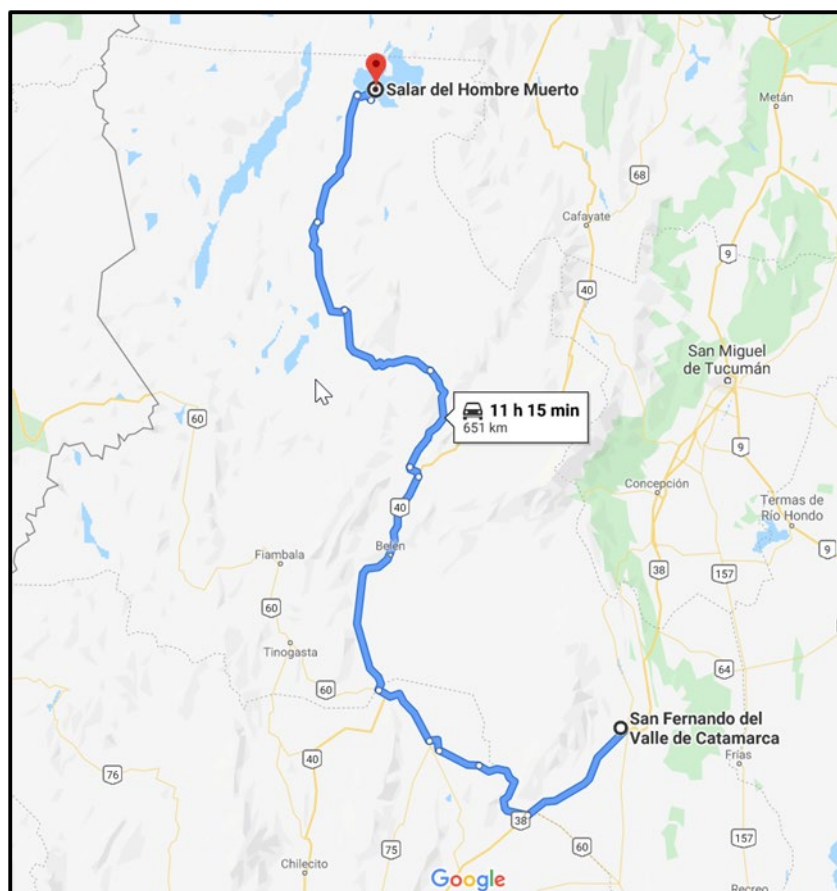 Salar del Hombre Muerto
Metán
68
Cafayate
9
40
San Miguel
de Tucumán
11 h 15 min
651 km
60
9
Concepción
Termas de
Río Hondo
40
9
Belén
38
157
Fiambala
60
Tinogasta
64
60
60
San Fernando del
Valle de Catamarca
40
Frías
76
38
75
60
157
Chilecito
Google
Recreo